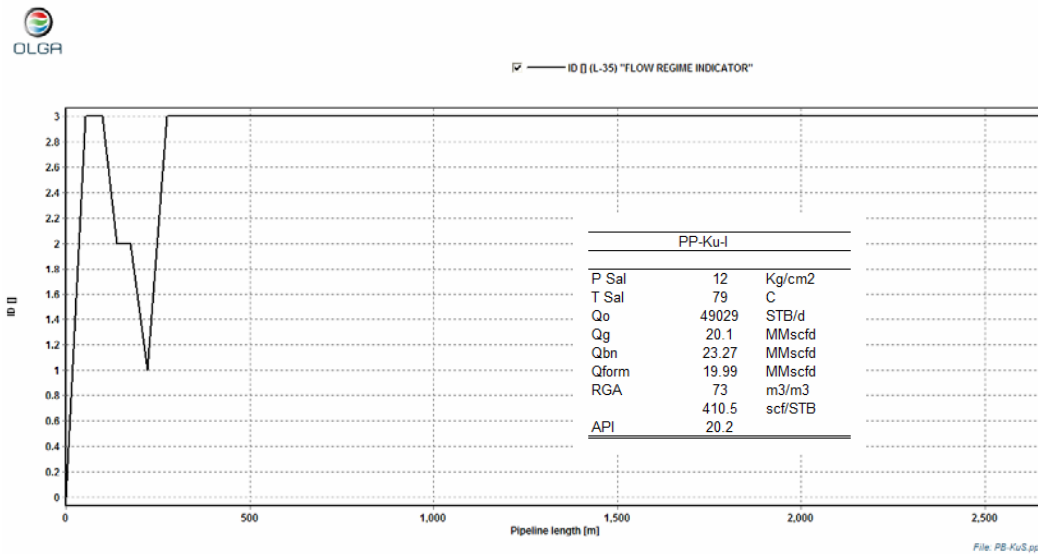 OLGA
ID [] (L-35) "FLOW REGIME INDICATOR"
3
2.8
2.6
2.4
2.2
2
1.8
1.6
1.4
1.2
1
0.8
0.6
0.4
0.2
0
ID []
PP-Ku-I
P Sal 12 Kg/cm2
T Sal 79 C
Qo 49029 STB/d
Qg 20.1 MMscfd
Qbn 23.27 MMscfd
Qform 19.99 MMscfd
RGA 73 m3/m3
410.5 scf/STB
API 20.2
0 500 1,000 1,500 2,000 2,500
Pipeline length [m]
File: PB-KuS.pp